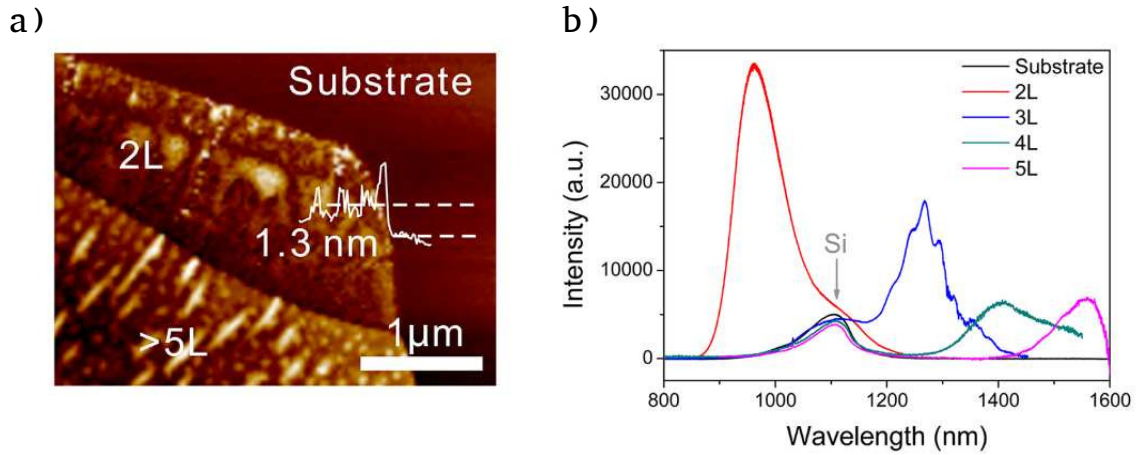 a)
Substrate
2L
1.3 nm
>5L
1μm
b)
Intensity (a.u.)
30000
20000
10000
0
Substrate
2L
3L
4L
5L
Si
800 1000 1200 1400 1600
Wavelength (nm)